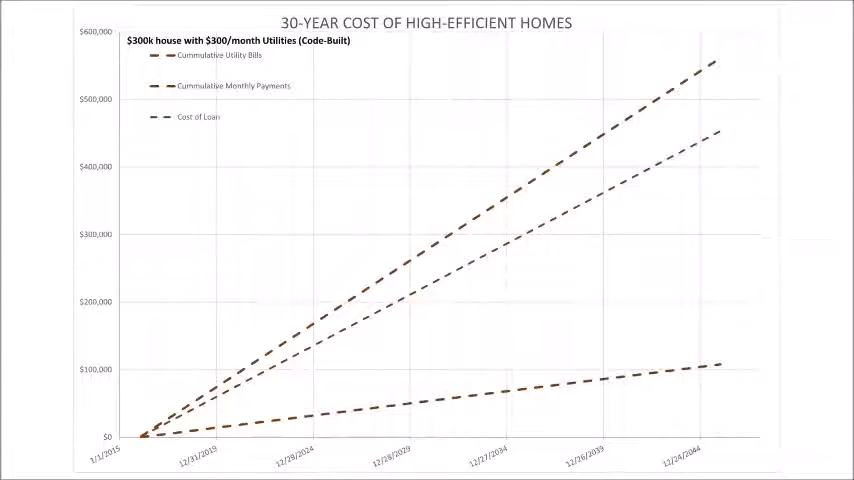 30-YEAR COST OF HIGH-EFFICIENT HOMES
$300k house with $300/month Utilities (Code-Built)
Cummulative Utility Bills
Cummulative Monthly Payments
Cost of Loan
$600,000
$500,000
$400,000
$300,000
$200,000
$100,000
$0
1/1/2015
12/31/2019
12/29/2024
12/28/2029
12/27/2034
12/26/2039
12/24/2044